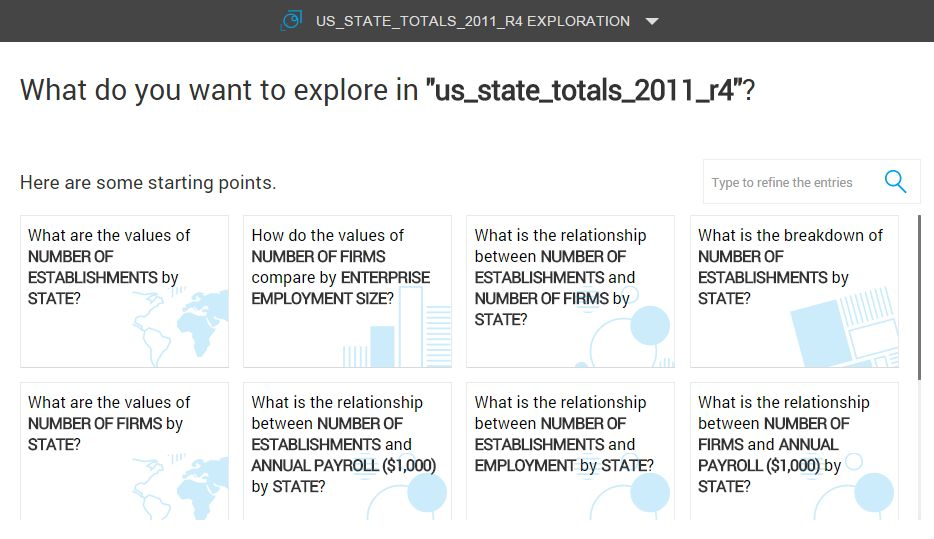 US_STATE_TOTALS_2011_R4 EXPLORATION
What do you want to explore in "us_state_totals_2011_r4"?
Here are some starting points.
Type to refine the entries
What are the values of
NUMBER OF
ESTABLISHMENTS by
STATE?
How do the values of
NUMBER OF FIRMS
compare by ENTERPRISE
EMPLOYMENT SIZE?
What is the relationship
between NUMBER OF
ESTABLISHMENTS and
NUMBER OF FIRMS by
STATE?
What is the breakdown of
NUMBER OF
ESTABLISHMENTS by
STATE?
What are the values of
NUMBER OF FIRMS by
STATE?
What is the relationship
between NUMBER OF
ESTABLISHMENTS and
ANNUAL PAYROLL ($1,000)
by STATE?
What is the relationship
between NUMBER OF
ESTABLISHMENTS and
EMPLOYMENT by STATE?
What is the relationship
between NUMBER OF
FIRMS and ANNUAL
PAYROLL ($1,000) by
STATE?